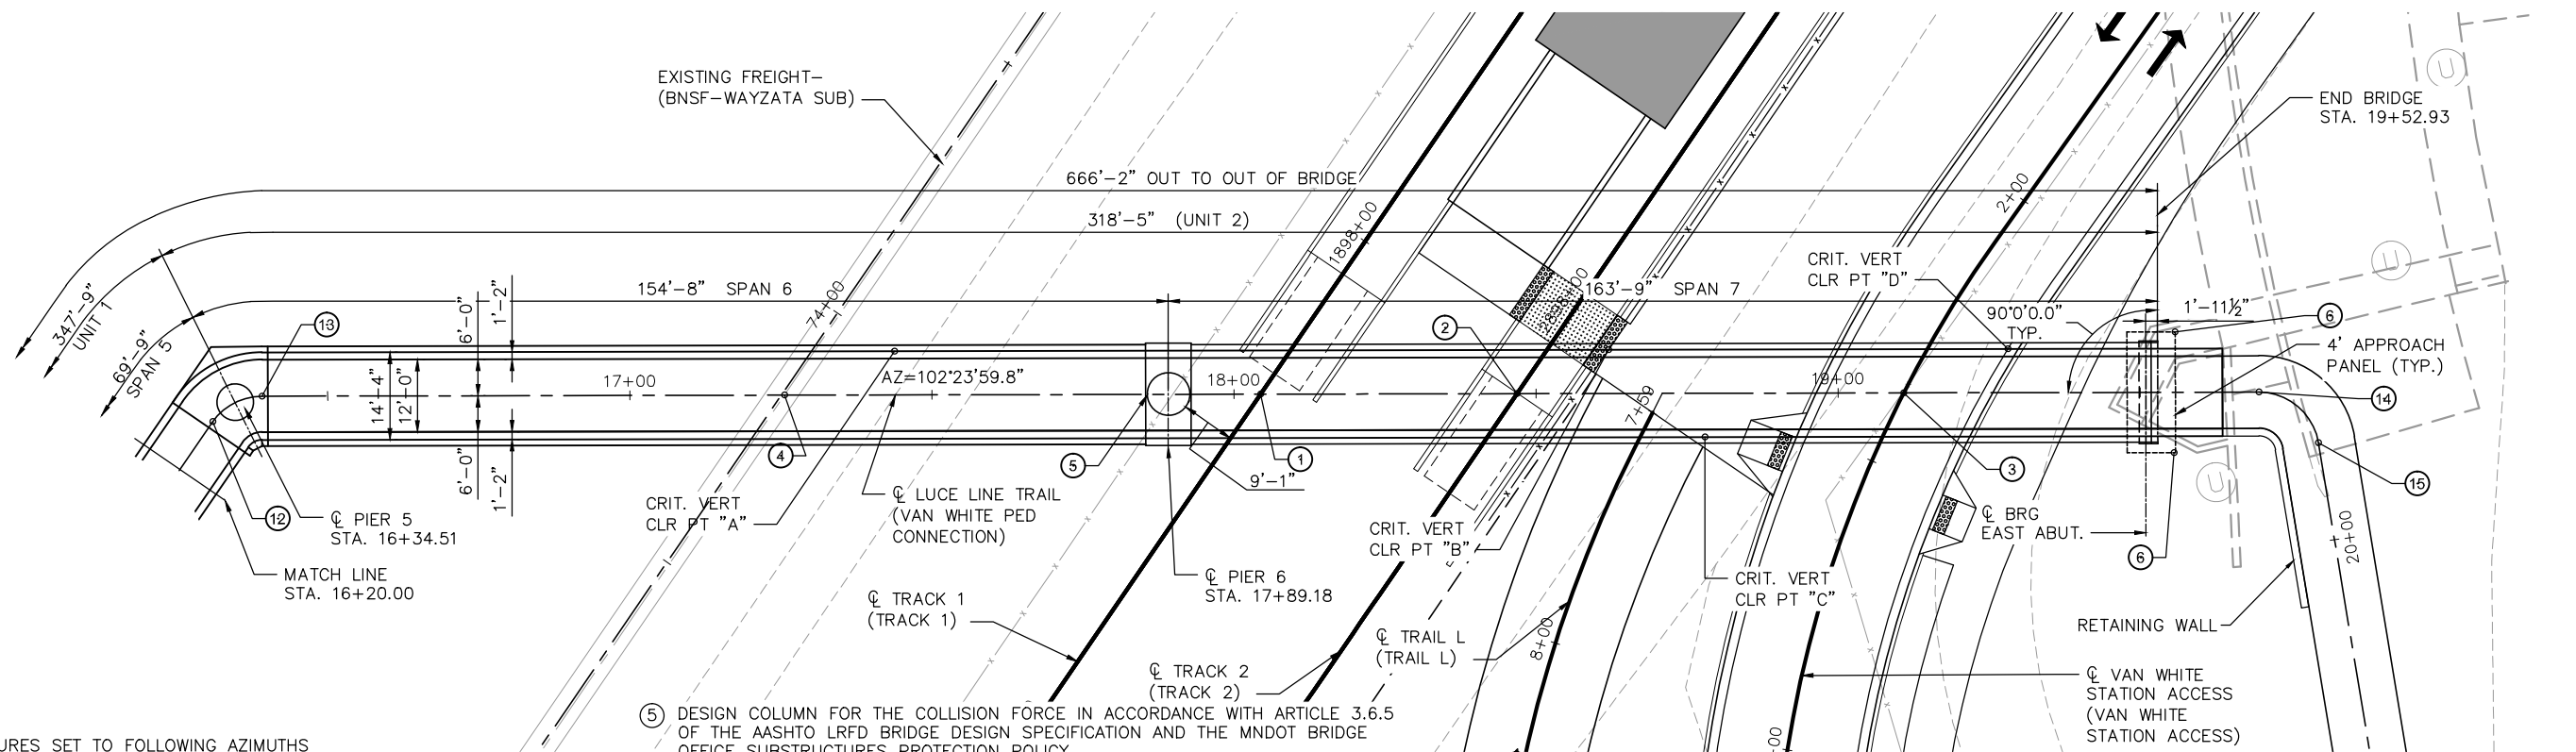 EXISTING FREIGHT–
(BNSF–WAYZATA SUB)
END BRIDGE
STA. 19+52.93
666'–2" OUT TO OUT OF BRIDGE
318'–5" (UNIT 2)
154'–8" SPAN 6
163'–9" SPAN 7
347'–9"
UNIT 1
69'–9"
SPAN 5
13
6'–0"
1'–2"
74+00
1898+00
2898+00
2+00
CRIT. VERT
CLR PT "D"
90°0'0.0"
TYP.
1'–11½"
6
4' APPROACH
PANEL (TYP.)
2
U
U
U
14'–4"
12'–0"
17+00
AZ=102°23'59.8"
18+00
19+00
7+59
14
6'–0"
1'–2"
4
5
1
9'–1"
3
15
12
℄ PIER 5
STA. 16+34.51
MATCH LINE
STA. 16+20.00
CRIT. VERT
CLR PT "A"
℄ LUCE LINE TRAIL
(VAN WHITE PED
CONNECTION)
CRIT. VERT
CLR PT "B"
℄ BRG
EAST ABUT.
6
20+00
℄ PIER 6
STA. 17+89.18
CRIT. VERT
CLR PT "C"
℄ TRACK 1
(TRACK 1)
℄ TRACK 2
(TRACK 2)
℄ TRAIL L
(TRAIL L)
8+00
RETAINING WALL
℄ VAN WHITE
STATION ACCESS
(VAN WHITE
STATION ACCESS)
5 DESIGN COLUMN FOR THE COLLISION FORCE IN ACCORDANCE WITH ARTICLE 3.6.5
OF THE AASHTO LRFD BRIDGE DESIGN SPECIFICATION AND THE MNDOT BRIDGE
OFFICE SUBSTRUCTURES PROTECTION POLICY
URES SET TO FOLLOWING AZIMUTHS
+00